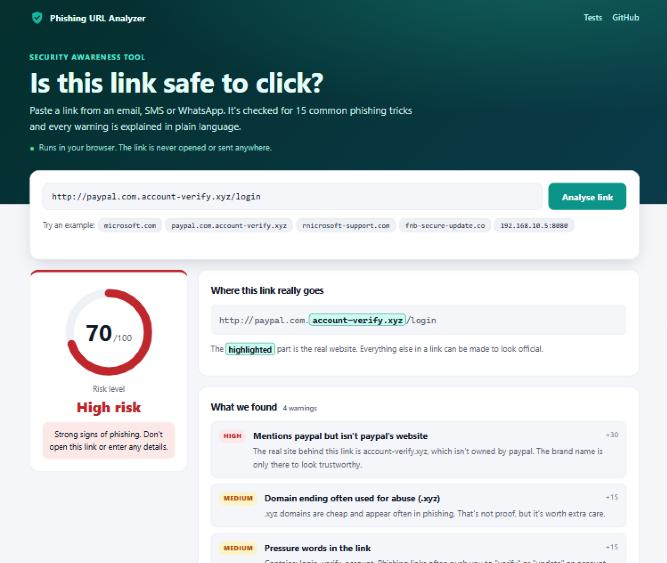 Phishing URL Analyzer
Tests GitHub
SECURITY AWARENESS TOOL
Is this link safe to click?
Paste a link from an email, SMS or WhatsApp. It's checked for 15 common phishing tricks
and every warning is explained in plain language.
Runs in your browser. The link is never opened or sent anywhere.
http://paypal.com.account-verify.xyz/login
Analyse link
Try an example: microsoft.com paypal.com.account-verify.xyz rnicrosoft-support.com fnb-secure-update.co 192.168.10.5:8080
70 /100
Risk level
High risk
Strong signs of phishing. Don't
open this link or enter any details.
Where this link really goes
http://paypal.com.account-verify.xyz/login
The highlighted part is the real website. Everything else in a link can be made to look official.
What we found 4 warnings
HIGH Mentions paypal but isn't paypal's website +30
The real site behind this link is account-verify.xyz, which isn't owned by paypal. The brand name is
only there to look trustworthy.
MEDIUM Domain ending often used for abuse (.xyz) +15
.xyz domains are cheap and appear often in phishing. That's not proof, but it's worth extra care.
MEDIUM Pressure words in the link +15